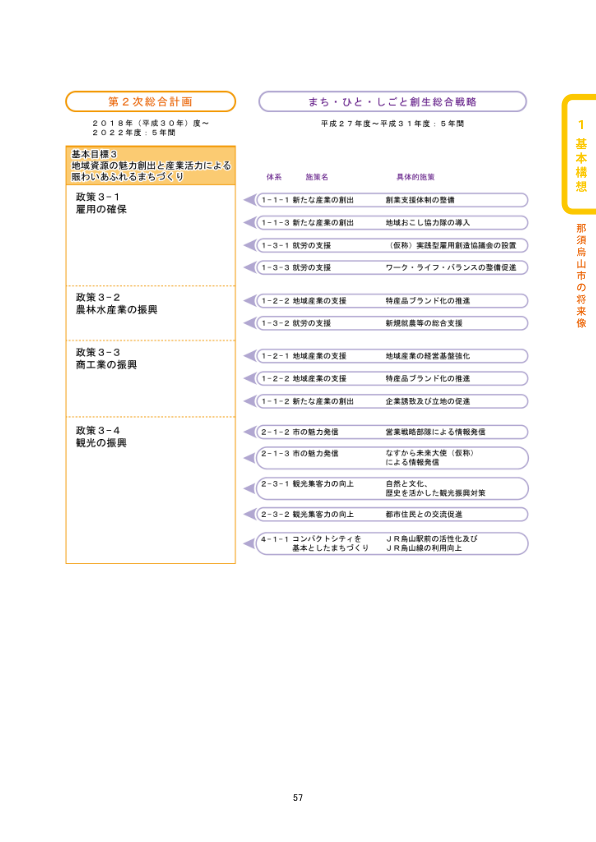 第２次総合計画
まち・ひと・しごと創生総合戦略
２０１８年（平成３０年）度～
２０２２年度：５年間
平成２７年度～平成３１年度：５年間
基本目標３
地域資源の魅力創出と産業活力による
賑わいあふれるまちづくり
体系 施策名 具体的施策
政策３-１
雇用の確保
1-1-1 新たな産業の創出 創業支援体制の整備
1-1-3 新たな産業の創出 地域おこし協力隊の導入
1-3-1 就労の支援 （仮称）実践型雇用創造協議会の設置
1-3-3 就労の支援 ワーク・ライフ・バランスの整備促進
政策３-２
農林水産業の振興
1-2-2 地域産業の支援 特産品ブランド化の推進
1-3-2 就労の支援 新規就農等の総合支援
政策３-３
商工業の振興
1-2-1 地域産業の支援 地域産業の経営基盤強化
1-2-2 地域産業の支援 特産品ブランド化の推進
1-1-2 新たな産業の創出 企業誘致及び立地の促進
政策３-４
観光の振興
2-1-2 市の魅力発信 営業戦略部隊による情報発信
2-1-3 市の魅力発信 なすから未来大使（仮称）
による情報発信
2-3-1 観光集客力の向上 自然と文化、
歴史を活かした観光振興対策
2-3-2 観光集客力の向上 都市住民との交流促進
4-1-1 コンパクトシティを ＪＲ烏山駅前の活性化及び
基本としたまちづくり ＪＲ烏山線の利用向上
1 基本構想
那須烏山市の将来像
57